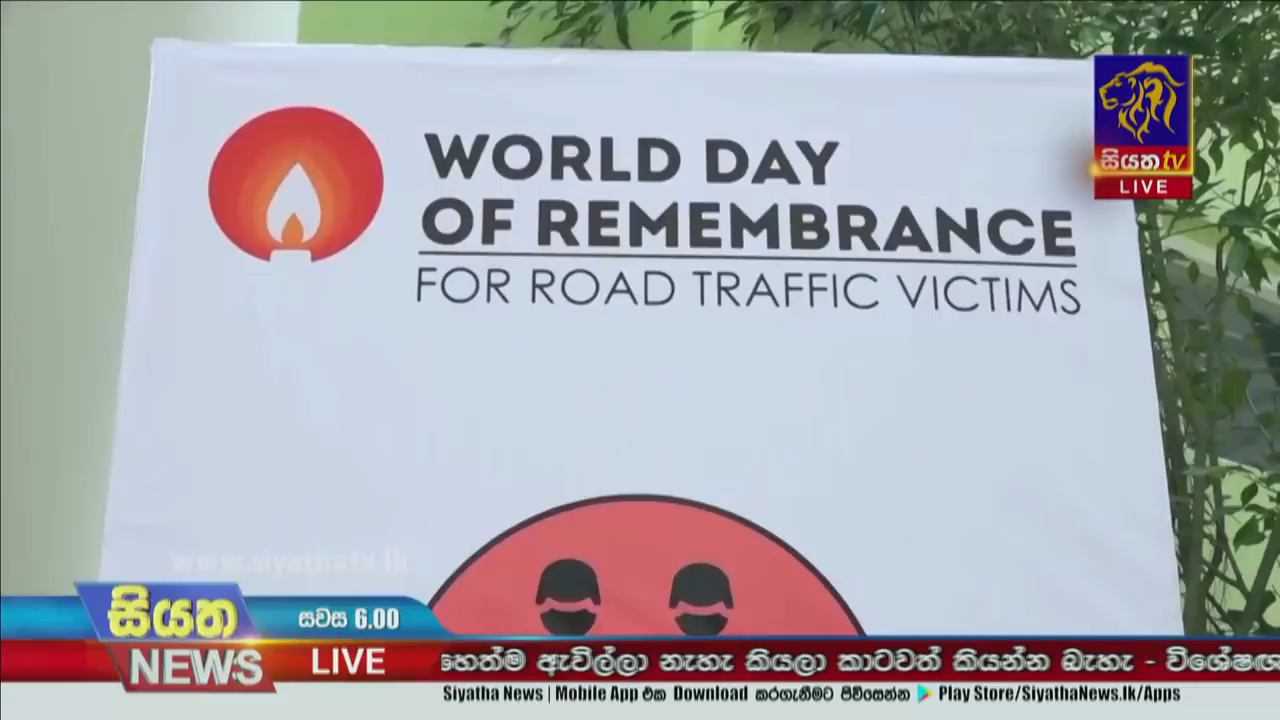 WORLD DAY
OF REMEMBRANCE
FOR ROAD TRAFFIC VICTIMS
සියත tv
LIVE
www.siyathatv.lk
සියත
NEWS
සවස 6.00
LIVE
හෙත්ම ඇවිල්ලා නැහැ කියලා කාටවත් කියන්න බැහැ - විශේෂඥ
Siyatha News | Mobile App එක Download කරගැනීමට පිවිසෙන්න Play Store/SiyathaNews.lk/Apps